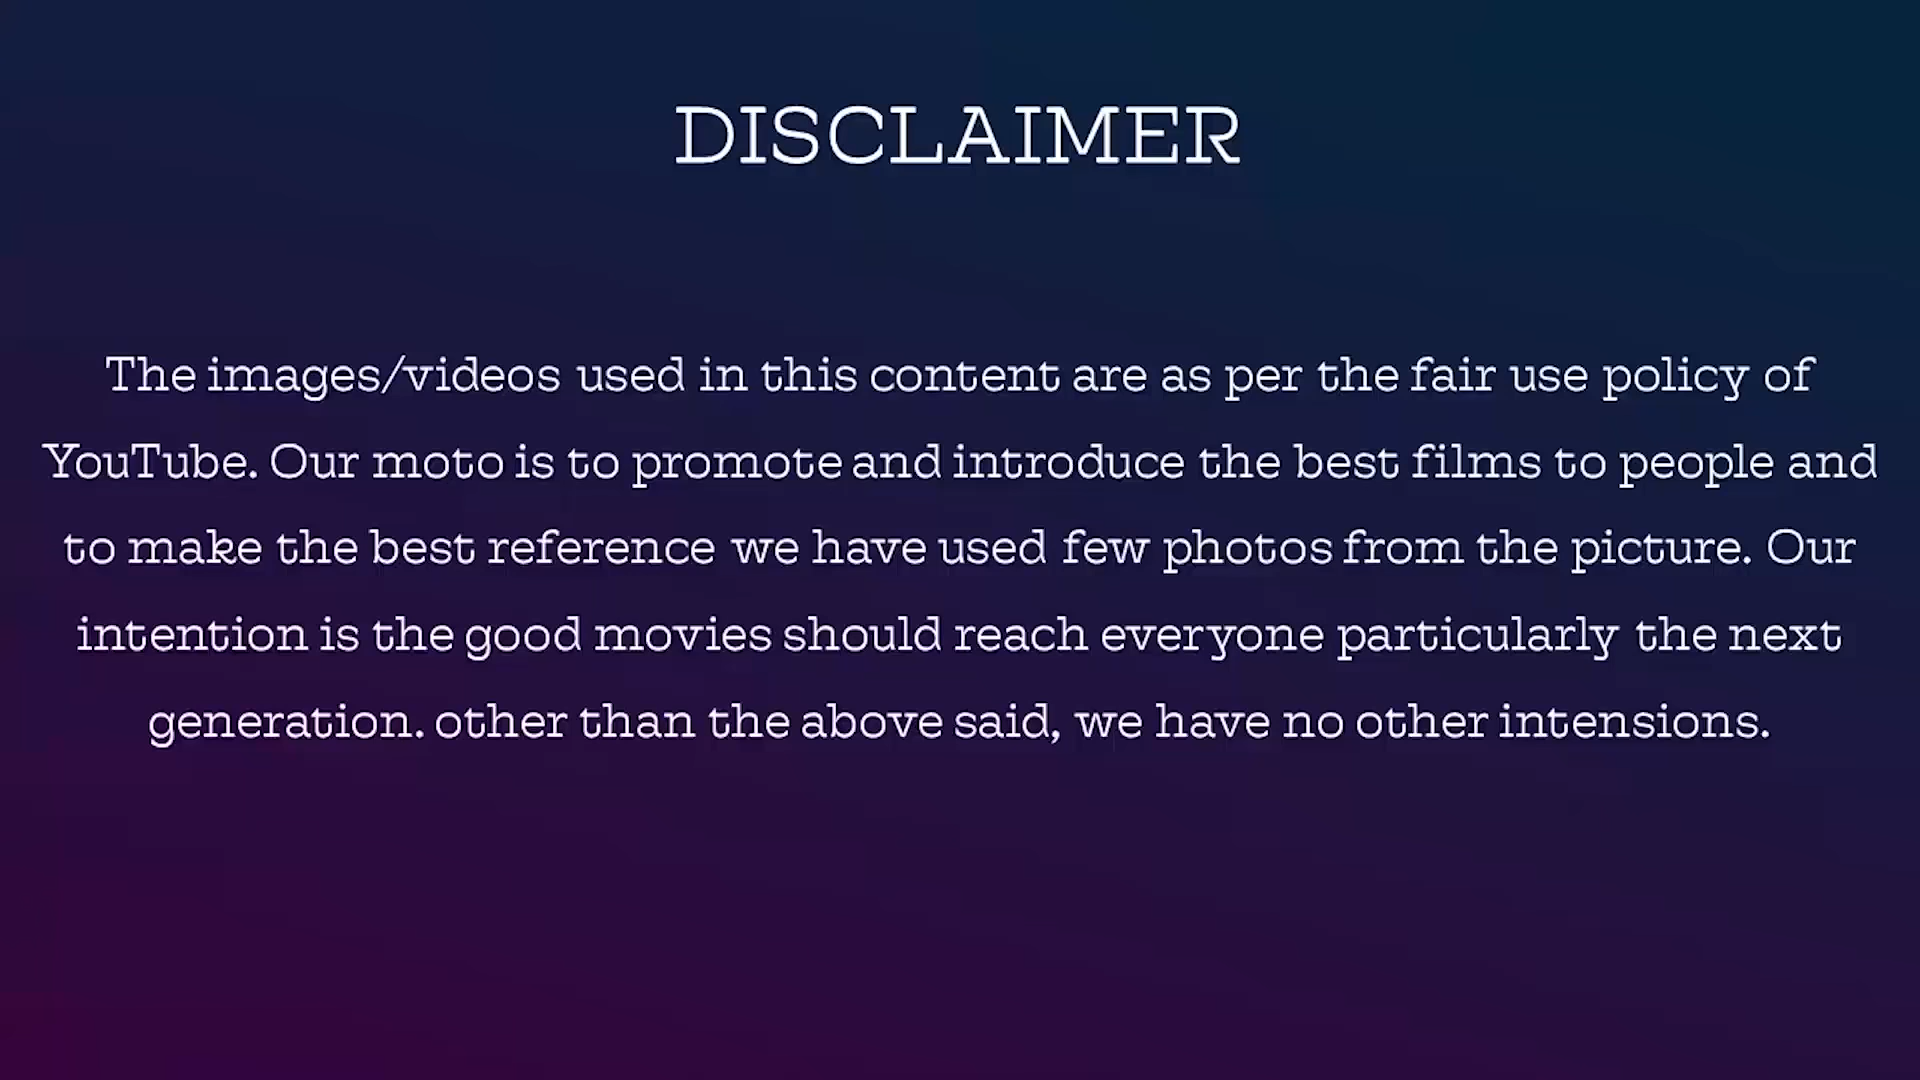 DISCLAIMER
The images/videos used in this content are as per the fair use policy of
YouTube. Our moto is to promote and introduce the best films to people and
to make the best reference we have used few photos from the picture. Our
intention is the good movies should reach everyone particularly the next
generation. other than the above said, we have no other intensions.